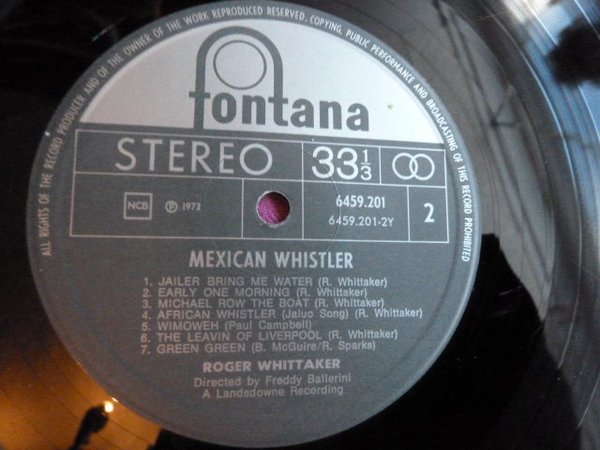 ALL RIGHTS OF THE RECORD PRODUCER AND OF THE OWNER OF THE WORK REPRODUCED RESERVED. COPYING, PUBLIC PERFORMANCE AND BROADCASTING OF THIS RECORD PROHIBITED
fontana
STEREO 33 1/3
NCB ℗ 1972 6459.201
6459.201-2Y 2
MEXICAN WHISTLER
1. JAILER BRING ME WATER (R. Whittaker)
2. EARLY ONE MORNING (R. Whittaker)
3. MICHAEL ROW THE BOAT (R. Whittaker)
4. AFRICAN WHISTLER (Jaluo Song) (R. Whittaker)
5. WIMOWEH (Paul Campbell)
6. THE LEAVIN OF LIVERPOOL (R. Whittaker)
7. GREEN GREEN (B. McGuire/R. Sparks)
ROGER WHITTAKER
Directed by Freddy Ballerini
A Landsdowne Recording